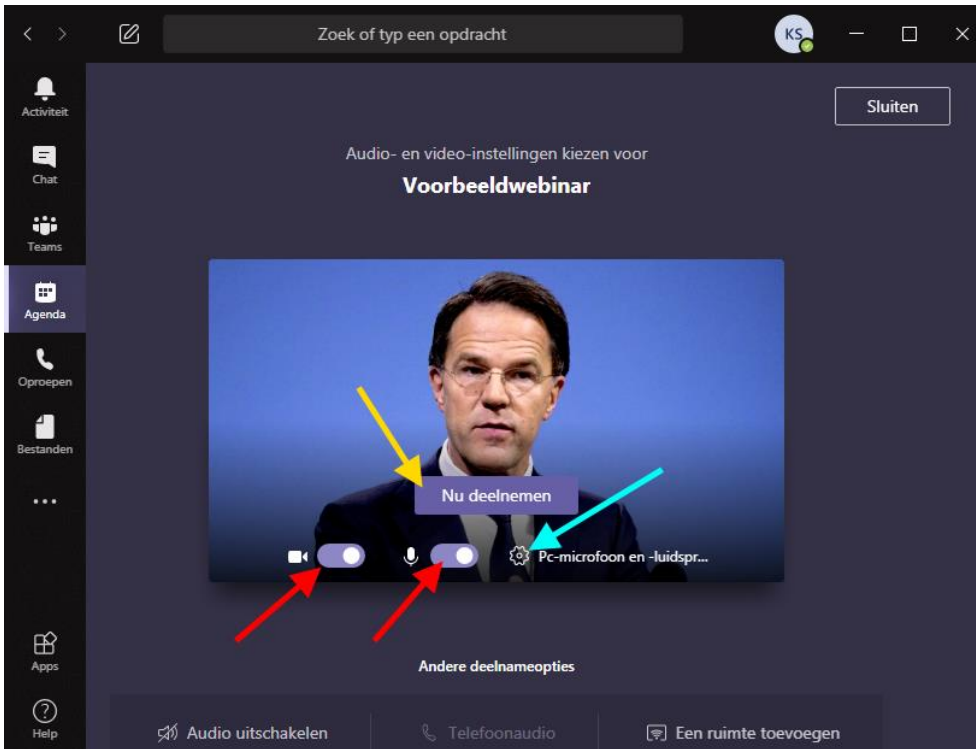 Zoek of typ een opdracht
KS
Activiteit
Chat
Teams
Agenda
Oproepen
Bestanden
Apps
Help
Sluiten
Audio- en video-instellingen kiezen voor
Voorbeeldwebinar
Nu deelnemen
Pc-microfoon en -luidspr...
Andere deelnameopties
Audio uitschakelen
Telefoonaudio
Een ruimte toevoegen